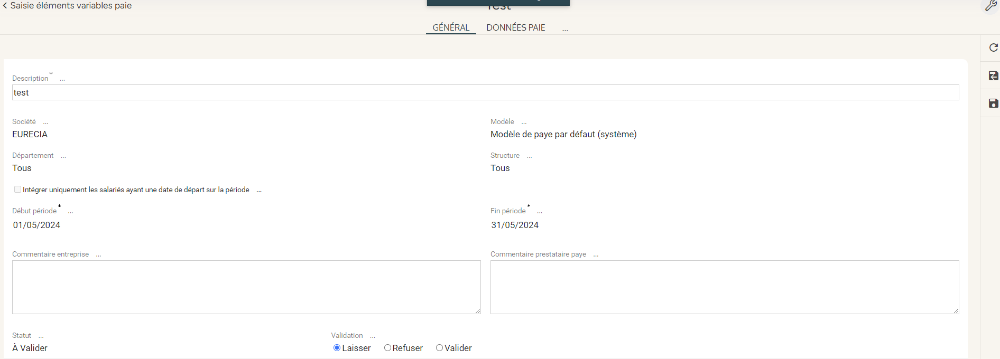 Saisie éléments variables paie
Test
GÉNÉRAL DONNÉES PAIE ...
Description * ...
test
Société ... Modèle ...
EURECIA Modèle de paye par défaut (système)
Département ... Structure ...
Tous Tous
Intégrer uniquement les salariés ayant une date de départ sur la période ...
Début période * ... Fin période * ...
01/05/2024 31/05/2024
Commentaire entreprise ... Commentaire prestataire paye ...
Statut ... Validation ...
À Valider Laisser Refuser Valider